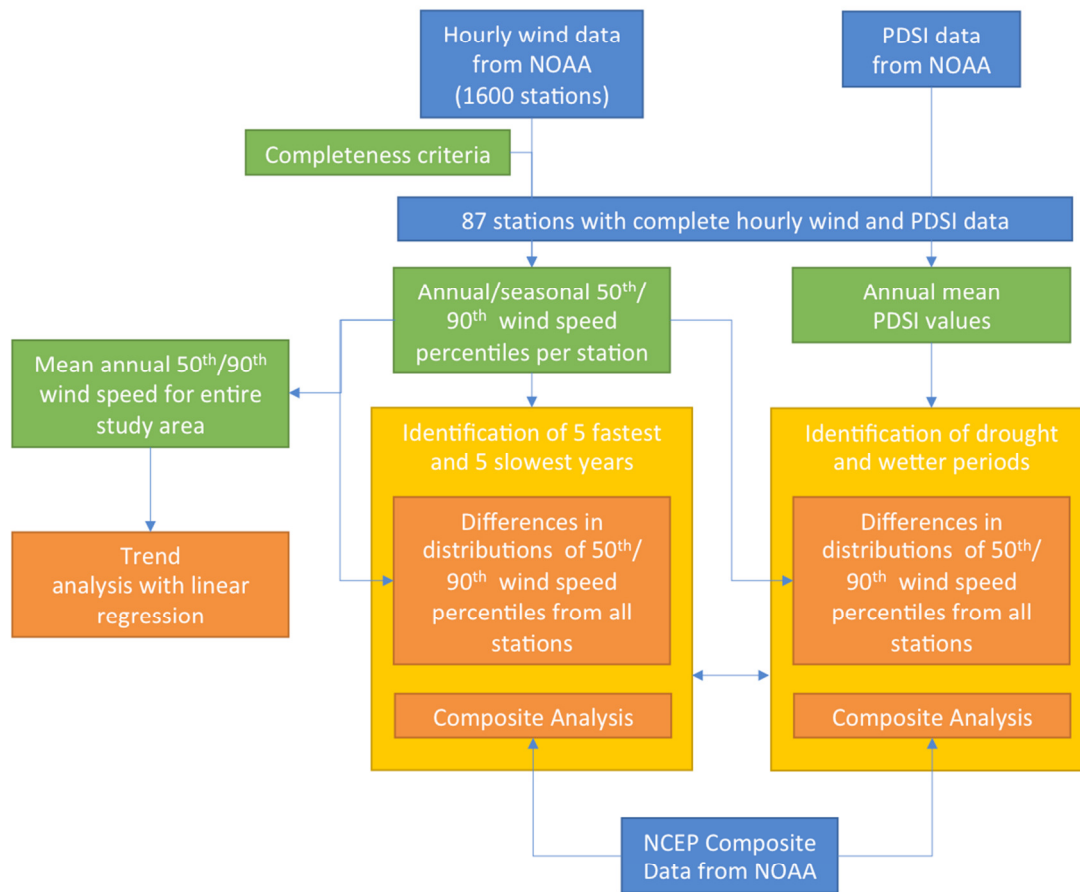 Hourly wind data
from NOAA
(1600 stations)
PDSI data
from NOAA
Completeness criteria
87 stations with complete hourly wind and PDSI data
Annual/seasonal 50th/
90th wind speed
percentiles per station
Annual mean
PDSI values
Mean annual 50th/90th
wind speed for entire
study area
Identification of 5 fastest
and 5 slowest years
Identification of drought
and wetter periods
Trend
analysis with linear
regression
Differences in
distributions of 50th/
90th wind speed
percentiles from all
stations
Differences in
distributions of 50th/
90th wind speed
percentiles from all
stations
Composite Analysis
Composite Analysis
NCEP Composite
Data from NOAA